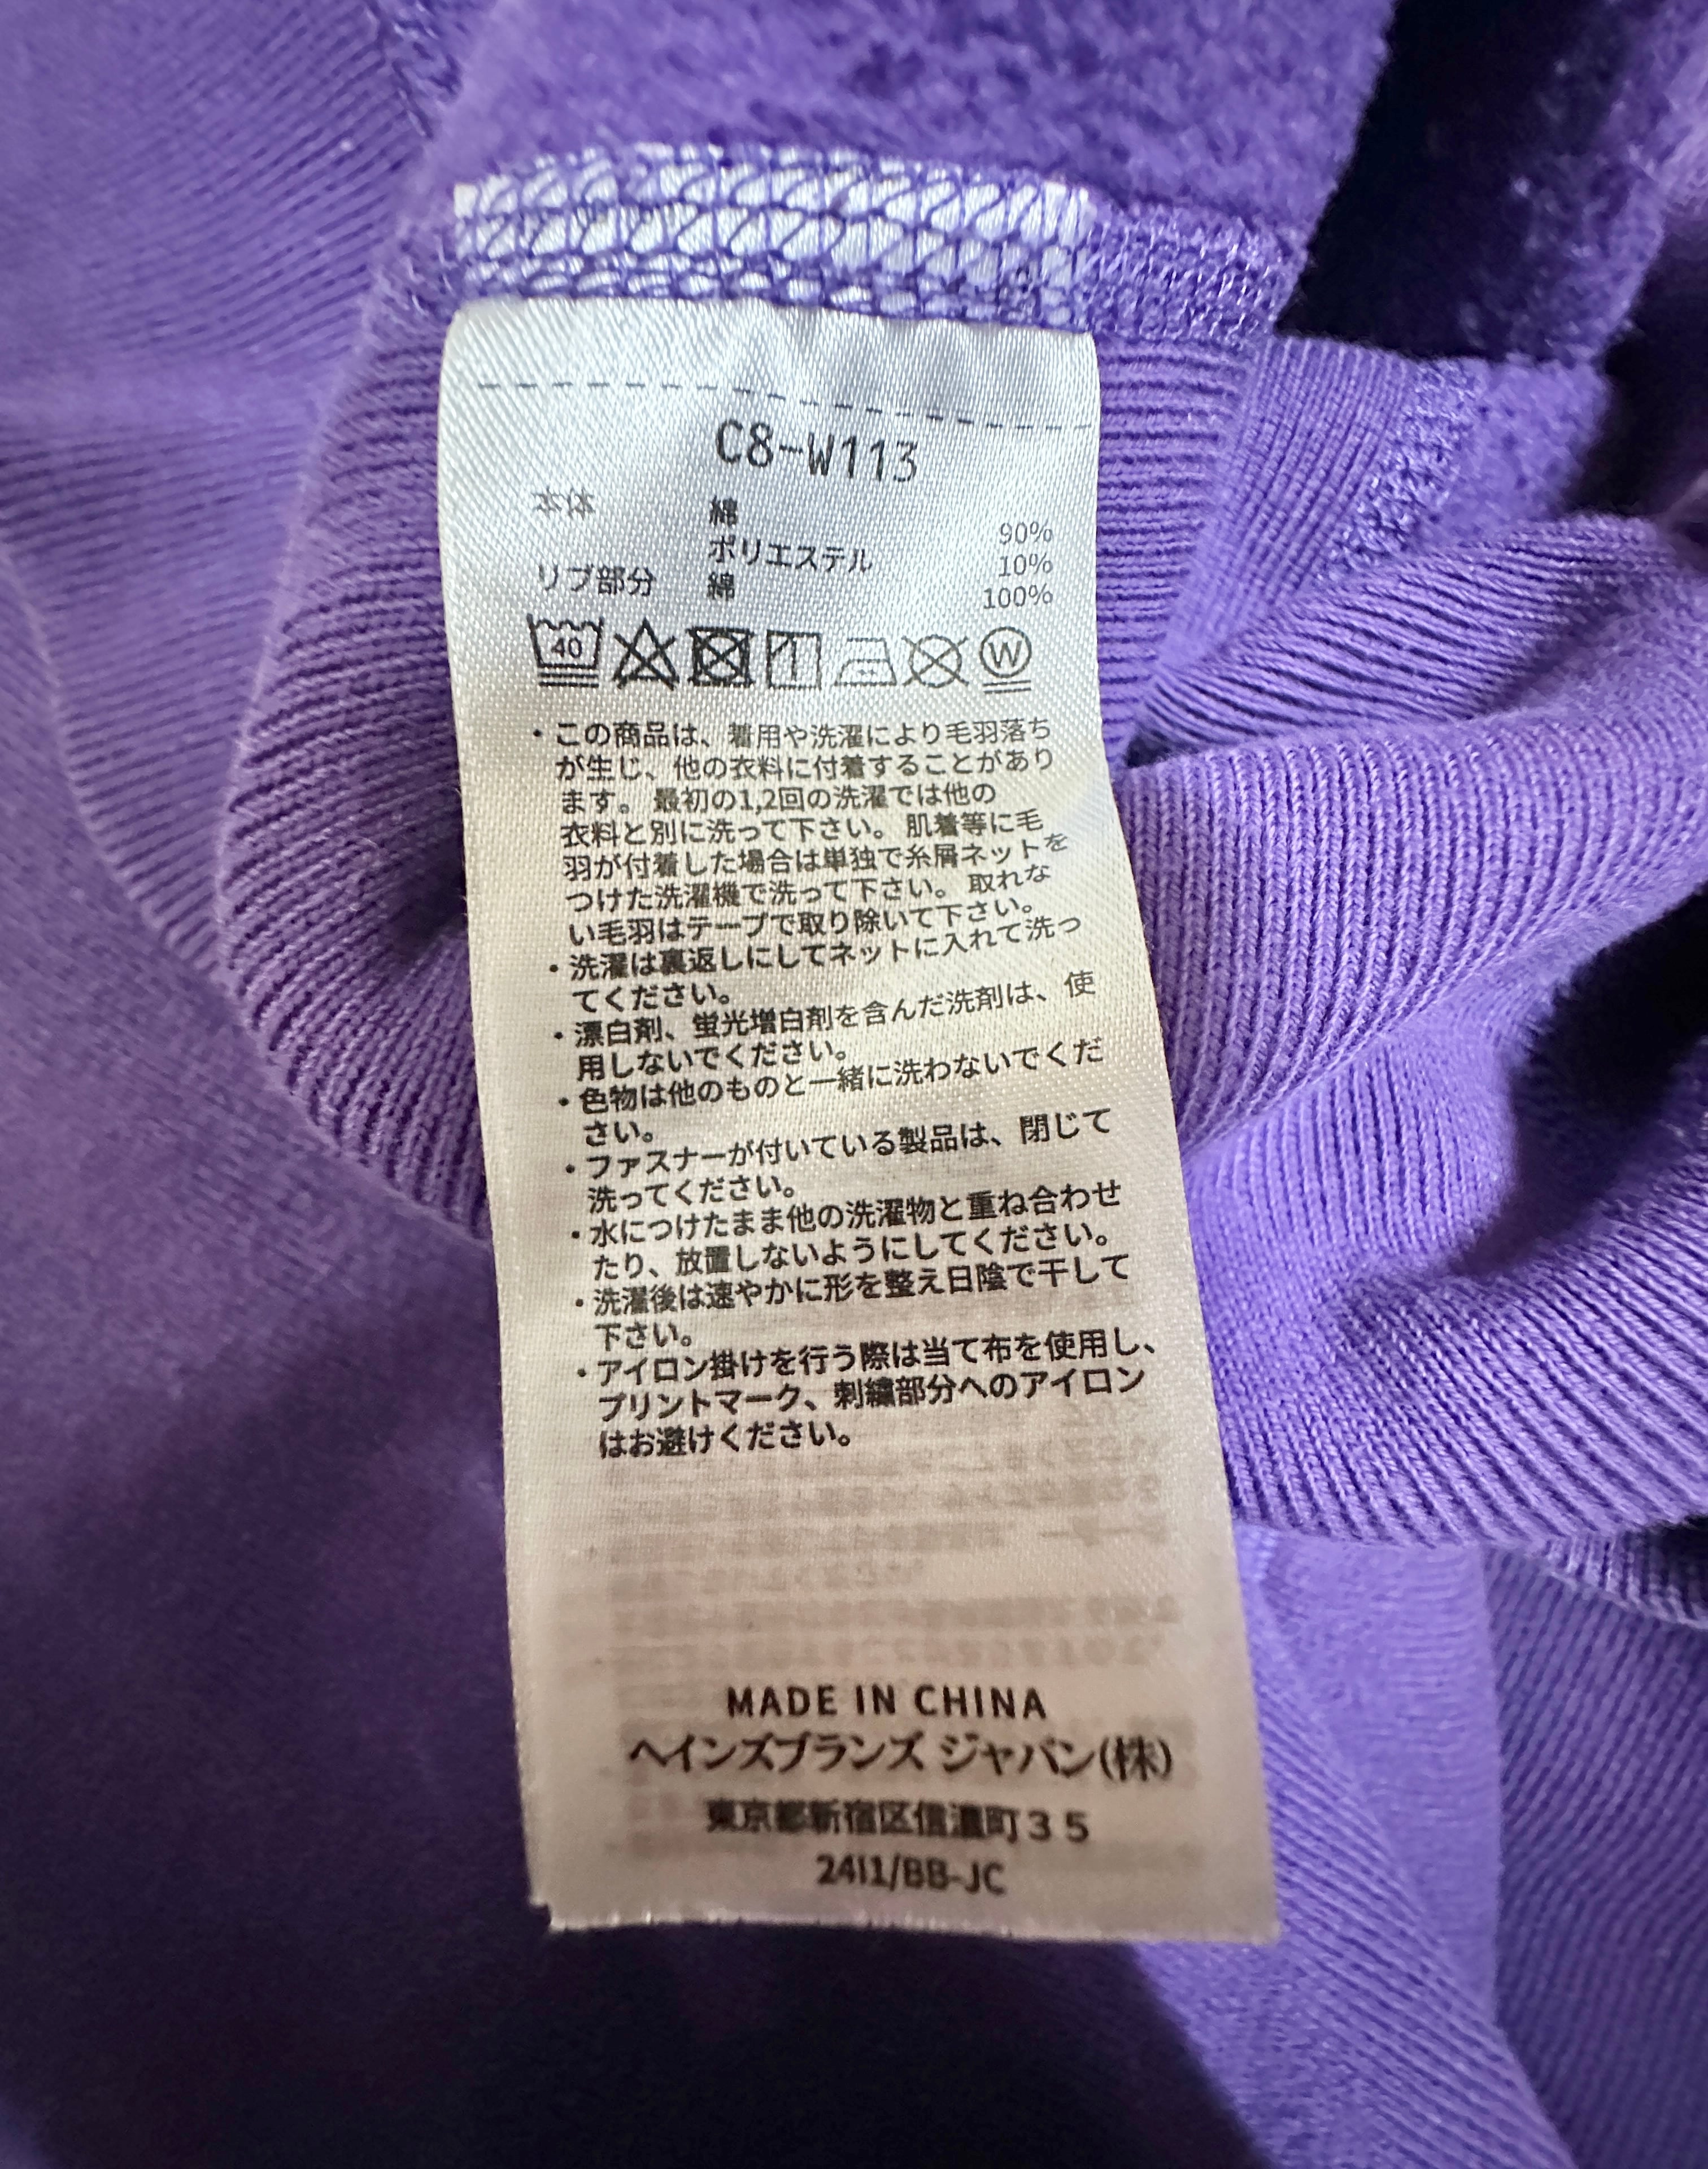 C8-W113
本体 綿 90%
ポリエステル 10%
リブ部分 綿 100%
40
W
・この商品は、着用や洗濯により毛羽落ち
が生じ、他の衣料に付着することがあり
ます。 最初の1,2回の洗濯では他の
衣料と別に洗って下さい。 肌着等に毛
羽が付着した場合は単独で糸屑ネットを
つけた洗濯機で洗って下さい。 取れな
い毛羽はテープで取り除いて下さい。
・洗濯は裏返しにしてネットに入れて洗っ
てください。
・漂白剤、蛍光増白剤を含んだ洗剤は、使
用しないでください。
・色物は他のものと一緒に洗わないでくだ
さい。
・ファスナーが付いている製品は、閉じて
洗ってください。
・水につけたまま他の洗濯物と重ね合わせ
たり、放置しないようにしてください。
・洗濯後は速やかに形を整え日陰で干して
下さい。
・アイロン掛けを行う際は当て布を使用し、
プリントマーク、刺繍部分へのアイロン
はお避けください。
MADE IN CHINA
ヘインズブランズ ジャパン(株)
東京都新宿区信濃町35
24I1/BB-JC